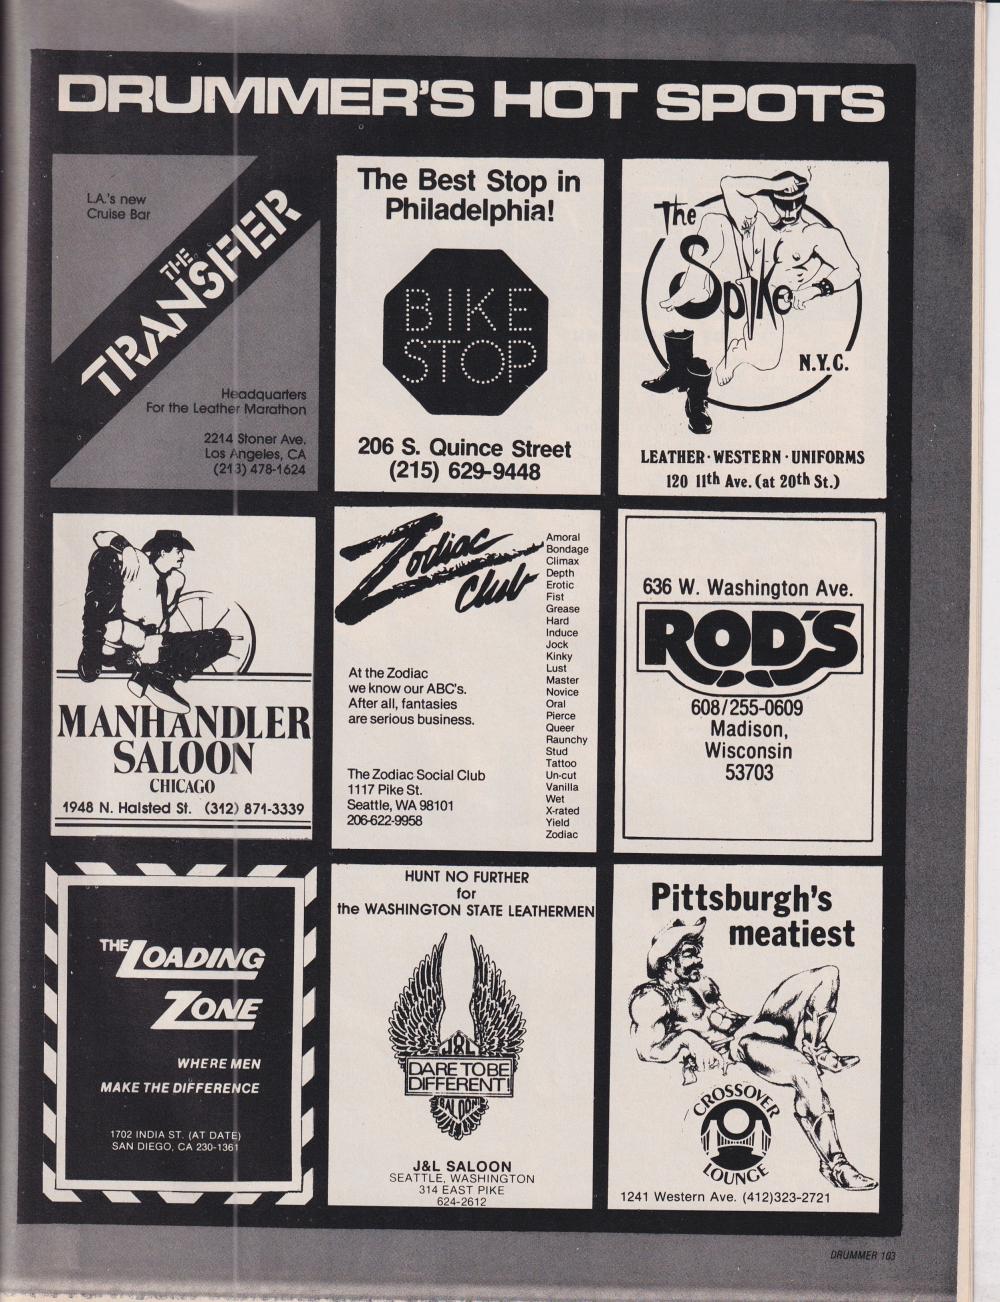 DRUMMER'S HOT SPOTS
L.A.'s new
Cruise Bar
THE
TRANSFER
Headquarters
For the Leather Marathon
2214 Stoner Ave.
Los Angeles, CA
(213) 478-1624
The Best Stop in
Philadelphia!
BIKE
STOP
206 S. Quince Street
(215) 629-9448
The
Spike
N.Y.C.
LEATHER · WESTERN · UNIFORMS
120 11th Ave. (at 20th St.)
MANHANDLER
SALOON
CHICAGO
1948 N. Halsted St. (312) 871-3339
Zodiac
Club
At the Zodiac
we know our ABC's.
After all, fantasies
are serious business.
The Zodiac Social Club
1117 Pike St.
Seattle, WA 98101
206-622-9958
Amoral
Bondage
Climax
Depth
Erotic
Fist
Grease
Hard
Induce
Jock
Kinky
Lust
Master
Novice
Oral
Pierce
Queer
Raunchy
Stud
Tattoo
Un-cut
Vanilla
Wet
X-rated
Yield
Zodiac
636 W. Washington Ave.
ROD'S
608/255-0609
Madison,
Wisconsin
53703
THE LOADING
ZONE
WHERE MEN
MAKE THE DIFFERENCE
1702 INDIA ST. (AT DATE)
SAN DIEGO, CA 230-1361
HUNT NO FURTHER
for
the WASHINGTON STATE LEATHERMEN
J&L
DARE TO BE
DIFFERENT!
SALOON
J&L SALOON
SEATTLE, WASHINGTON
314 EAST PIKE
624-2612
Pittsburgh's
meatiest
CROSSOVER
LOUNGE
1241 Western Ave. (412)323-2721
DRUMMER 103